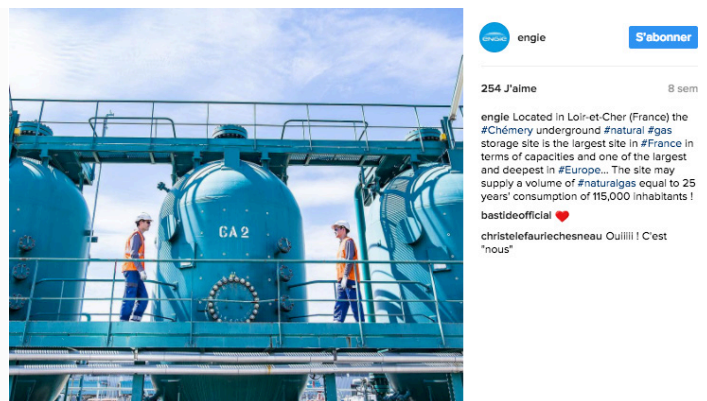 CA2
ENGIE
engie
S'abonner
254 J'aime
8 sem
engie Located in Loir-et-Cher (France) the
#Chémery underground #natural #gas
storage site is the largest site in #France in
terms of capacities and one of the largest
and deepest in #Europe... The site may
supply a volume of #naturalgas equal to 25
years' consumption of 115,000 inhabitants !
bastideofficial ❤️
christelefauriechesneau Ouiiiii ! C'est
"nous"